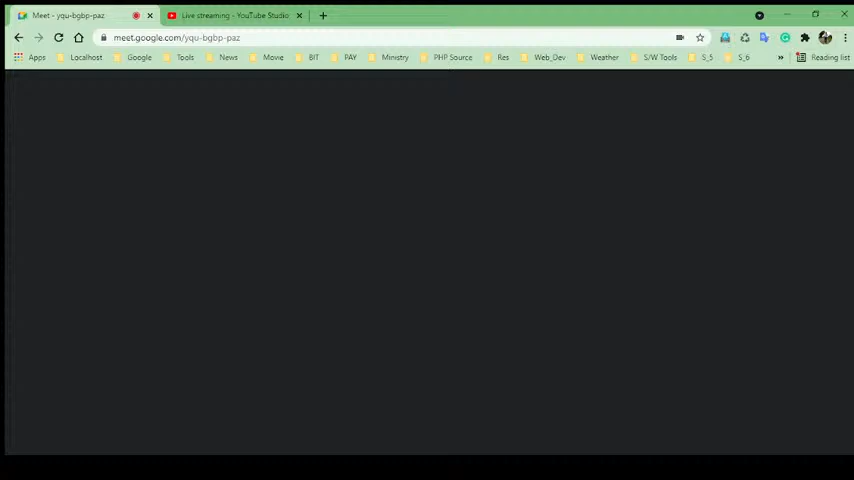 Meet - yqu-bgbp-paz
Live streaming - YouTube Studio
meet.google.com/yqu-bgbp-paz
Apps Localhost Google Tools News Movie BIT PAY Ministry PHP Source Res Web_Dev Weather S/W Tools S_5 S_6 » Reading list